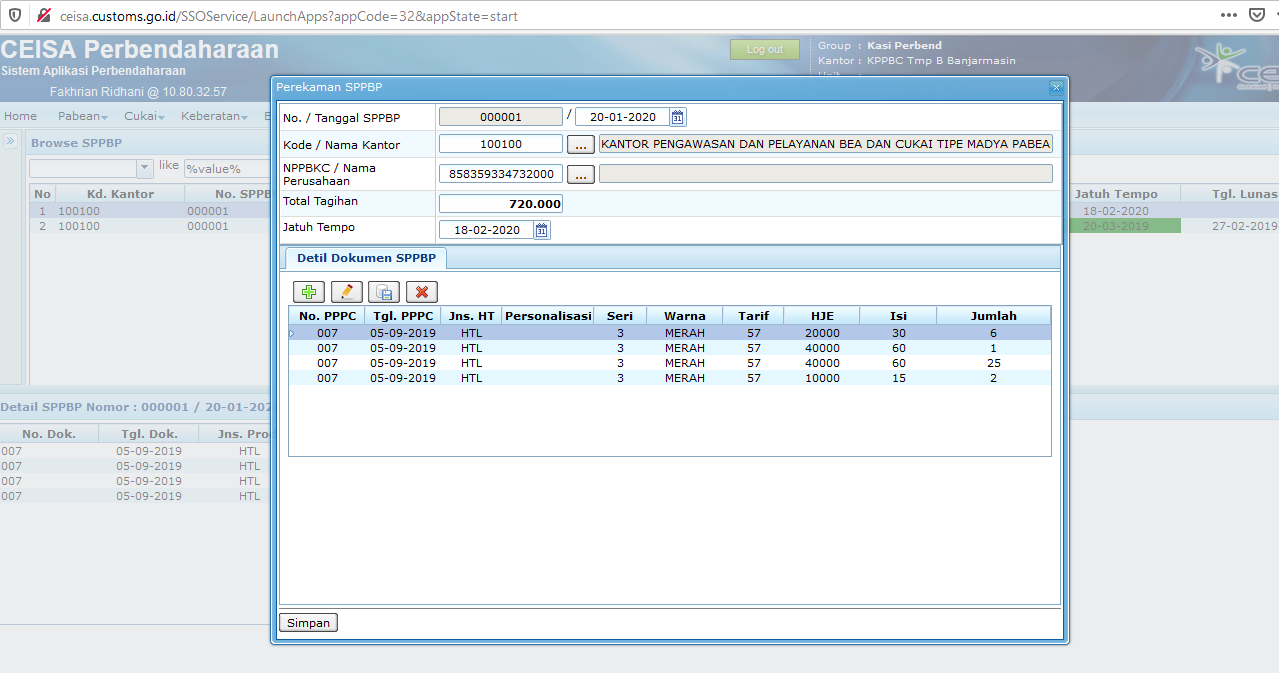 ceisa.customs.go.id/SSOService/LaunchApps?appCode=32&appState=start
CEISA Perbendaharaan
Sistem Aplikasi Perbendaharaan
Fakhrian Ridhani @ 10.80.32.57
Log out
Group : Kasi Perbend
Kantor : KPPBC Tmp B Banjarmasin
Home Pabean Cukai Keberatan
Browse SPPBP
like %value%
No Kd. Kantor No. SPPB
1 100100 000001
2 100100 000001
Jatuh Tempo Tgl. Lunas
18-02-2020
20-03-2019 27-02-2019
Detail SPPBP Nomor : 000001 / 20-01-202
No. Dok. Tgl. Dok. Jns. Pro
007 05-09-2019 HTL
007 05-09-2019 HTL
007 05-09-2019 HTL
007 05-09-2019 HTL
Perekaman SPPBP
No. / Tanggal SPPBP 000001 / 20-01-2020
Kode / Nama Kantor 100100 ... KANTOR PENGAWASAN DAN PELAYANAN BEA DAN CUKAI TIPE MADYA PABEA
NPPBKC / Nama
Perusahaan 858359334732000 ...
Total Tagihan 720.000
Jatuh Tempo 18-02-2020
Detil Dokumen SPPBP
No. PPPC Tgl. PPPC Jns. HT Personalisasi Seri Warna Tarif HJE Isi Jumlah
007 05-09-2019 HTL 3 MERAH 57 20000 30 6
007 05-09-2019 HTL 3 MERAH 57 40000 60 1
007 05-09-2019 HTL 3 MERAH 57 40000 60 25
007 05-09-2019 HTL 3 MERAH 57 10000 15 2
Simpan